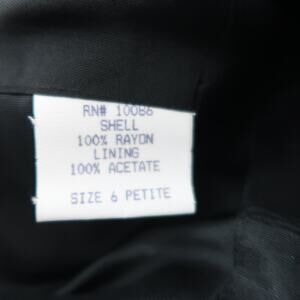 RN# 10086
SHELL
100% RAYON
LINING
100% ACETATE
SIZE 6 PETITE